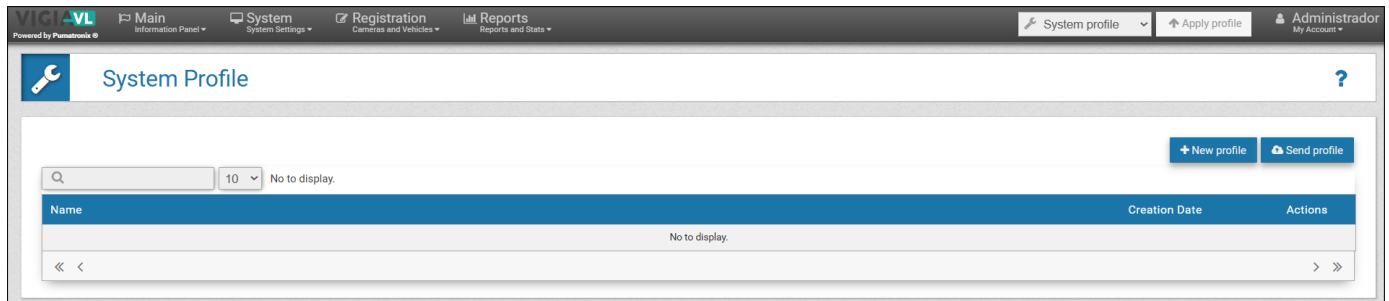 VIGIA-VL
Powered by Pumatronix ®
Main
Information Panel
System
System Settings
Registration
Cameras and Vehicles
Reports
Reports and Stats
System profile
Apply profile
Administrador
My Account
System Profile
?
New profile
Send profile
10
No to display.
Name
Creation Date
Actions
No to display.